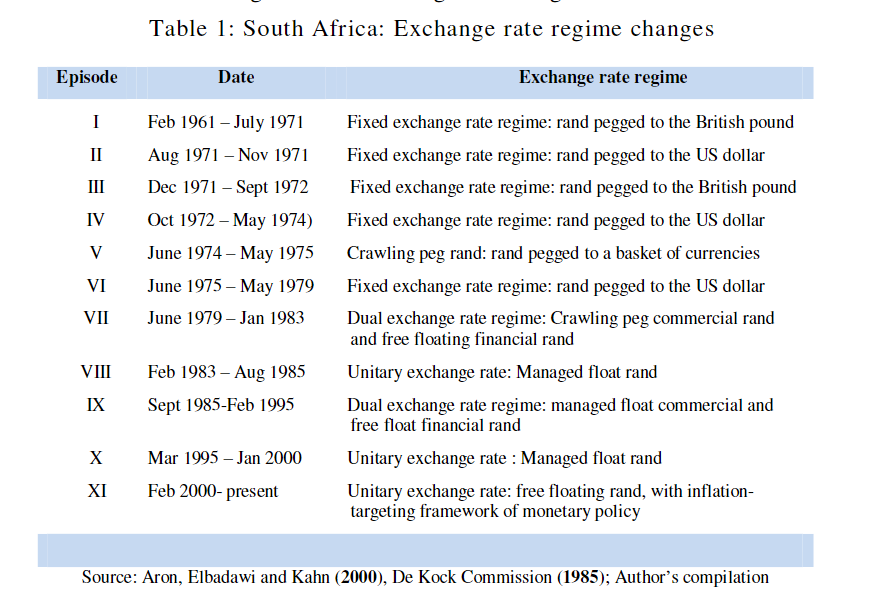 Table 1: South Africa: Exchange rate regime changes
Episode Date Exchange rate regime
I Feb 1961 – July 1971 Fixed exchange rate regime: rand pegged to the British pound
II Aug 1971 – Nov 1971 Fixed exchange rate regime: rand pegged to the US dollar
III Dec 1971 – Sept 1972 Fixed exchange rate regime: rand pegged to the British pound
IV Oct 1972 – May 1974) Fixed exchange rate regime: rand pegged to the US dollar
V June 1974 – May 1975 Crawling peg rand: rand pegged to a basket of currencies
VI June 1975 – May 1979 Fixed exchange rate regime: rand pegged to the US dollar
VII June 1979 – Jan 1983 Dual exchange rate regime: Crawling peg commercial rand
and free floating financial rand
VIII Feb 1983 – Aug 1985 Unitary exchange rate: Managed float rand
IX Sept 1985-Feb 1995 Dual exchange rate regime: managed float commercial and
free float financial rand
X Mar 1995 – Jan 2000 Unitary exchange rate : Managed float rand
XI Feb 2000- present Unitary exchange rate: free floating rand, with inflation-
targeting framework of monetary policy
Source: Aron, Elbadawi and Kahn (2000), De Kock Commission (1985); Author's compilation